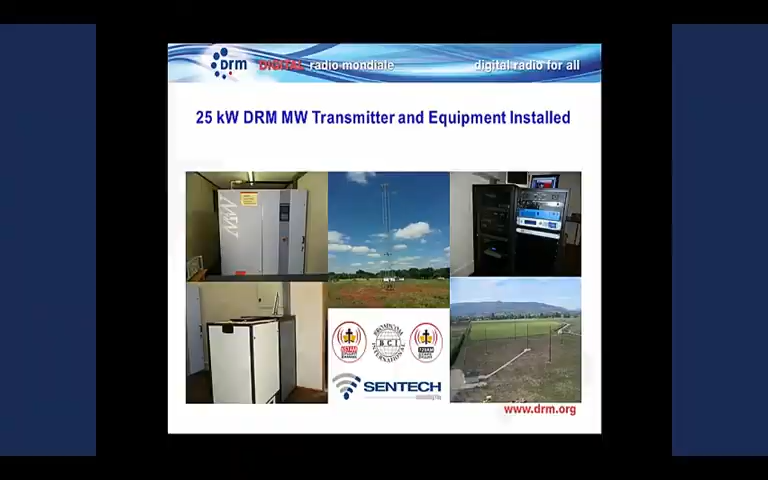 drm DIGITAL radio mondiale
digital radio for all
25 kW DRM MW Transmitter and Equipment Installed
BCI
SENTECH
www.drm.org